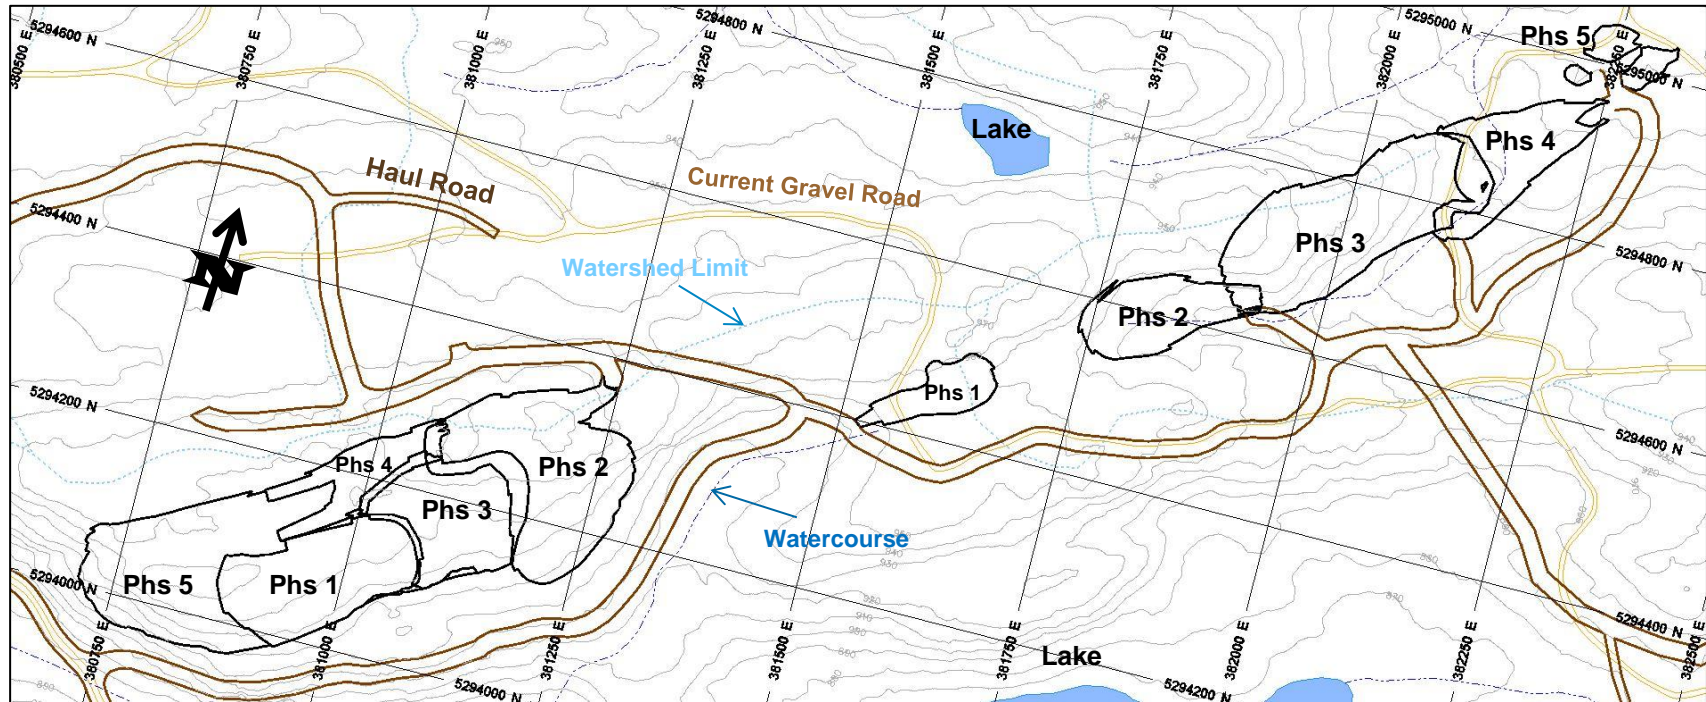 5294600 N
380500 E
380750 E
381000 E
381250 E
5294800 N
381500 E
381750 E
382000 E
5295000 N
Phs 5
382250 E
5295000 N
Lake
Phs 4
Haul Road
Current Gravel Road
5294400 N
N
Phs 3
5294800 N
Watershed Limit
Phs 2
5294200 N
Phs 1
5294600 N
Phs 4
Phs 2
Phs 3
Watercourse
5294000 N
Phs 5
Phs 1
5294400 N
380750 E
381000 E
381250 E
381500 E
381750 E
382000 E
382250 E
382500 E
Lake
5294000 N
5294200 N